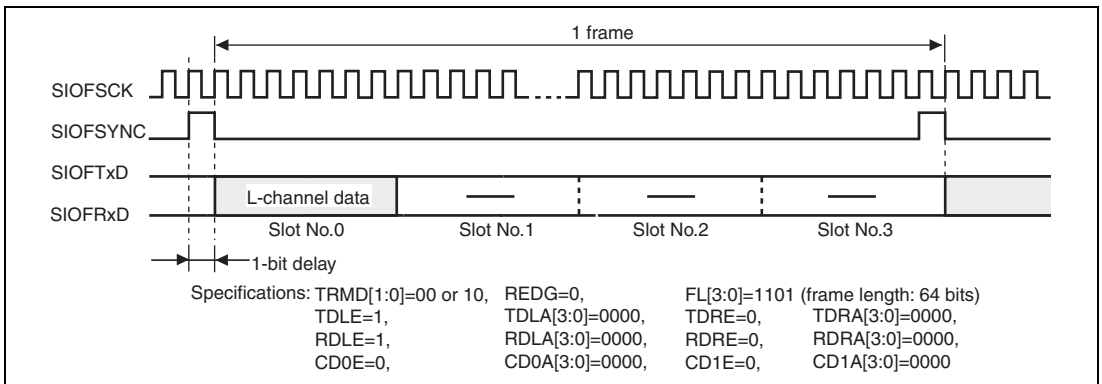 1 frame
SIOFSCK
SIOFSYNC
SIOFTxD
L-channel data
SIOFRxD
Slot No.0 Slot No.1 Slot No.2 Slot No.3
1-bit delay
Specifications: TRMD[1:0]=00 or 10, REDG=0, FL[3:0]=1101 (frame length: 64 bits)
TDLE=1, TDLA[3:0]=0000, TDRE=0, TDRA[3:0]=0000,
RDLE=1, RDLA[3:0]=0000, RDRE=0, RDRA[3:0]=0000,
CD0E=0, CD0A[3:0]=0000, CD1E=0, CD1A[3:0]=0000